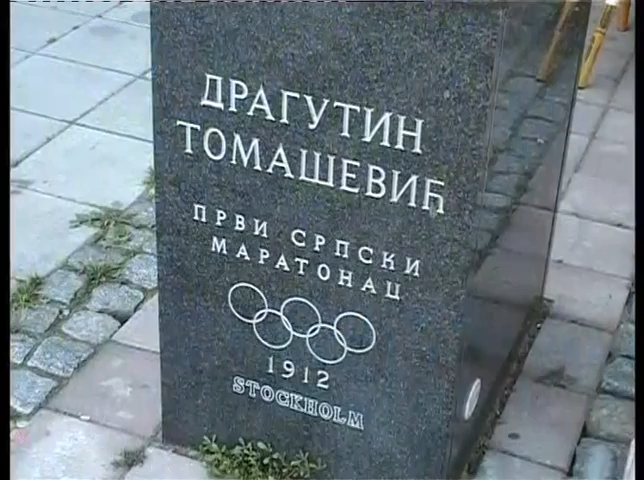 ДРАГУТИН
ТОМАШЕВИЋ
ПРВИ СРПСКИ
МАРАТОНАЦ
1912
STOCKHOLM